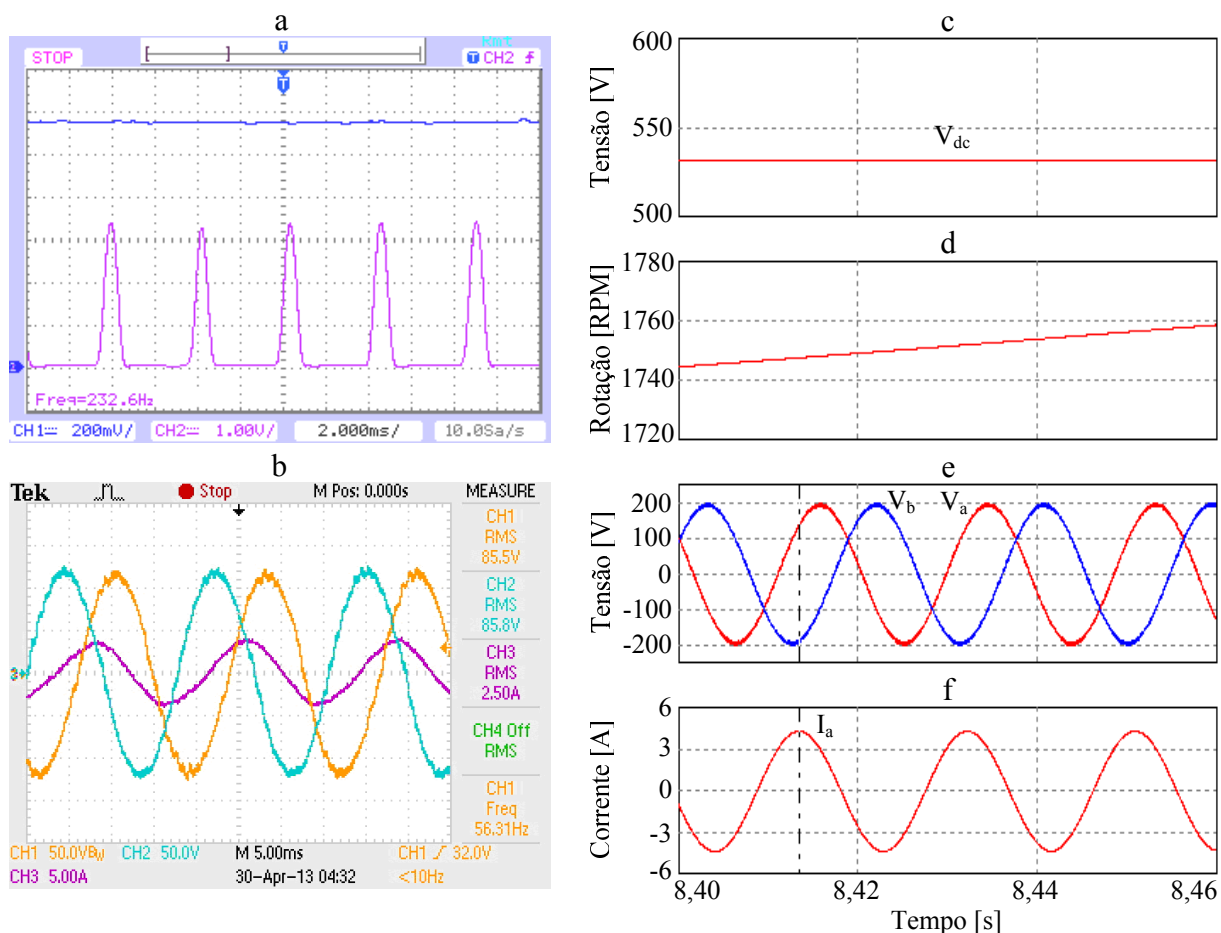 a
Rmt
STOP
T
T CH2
T
2
Freq=232.6Hz
CH1 200mV/ CH2 1.00V/ 2.000ms/ 10.0Sa/s
b
Tek Stop M Pos: 0.000s MEASURE
CH1
RMS
85.5V
CH2
RMS
85.8V
CH3
RMS
2.50A
CH4 Off
RMS
CH1
Freq
56.31Hz
3
CH1 50.0VBW CH2 50.0V M 5.00ms CH1 32.0V
CH3 5.00A 30-Apr-13 04:32 <10Hz
c
Tensão [V]
600
550
500
Vdc
d
Rotação [RPM]
1780
1760
1740
1720
e
Tensão [V]
200
100
0
-100
-200
Vb Va
f
Corrente [A]
6
3
0
-3
-6
Ia
8,40 8,42 8,44 8,46
Tempo [s]